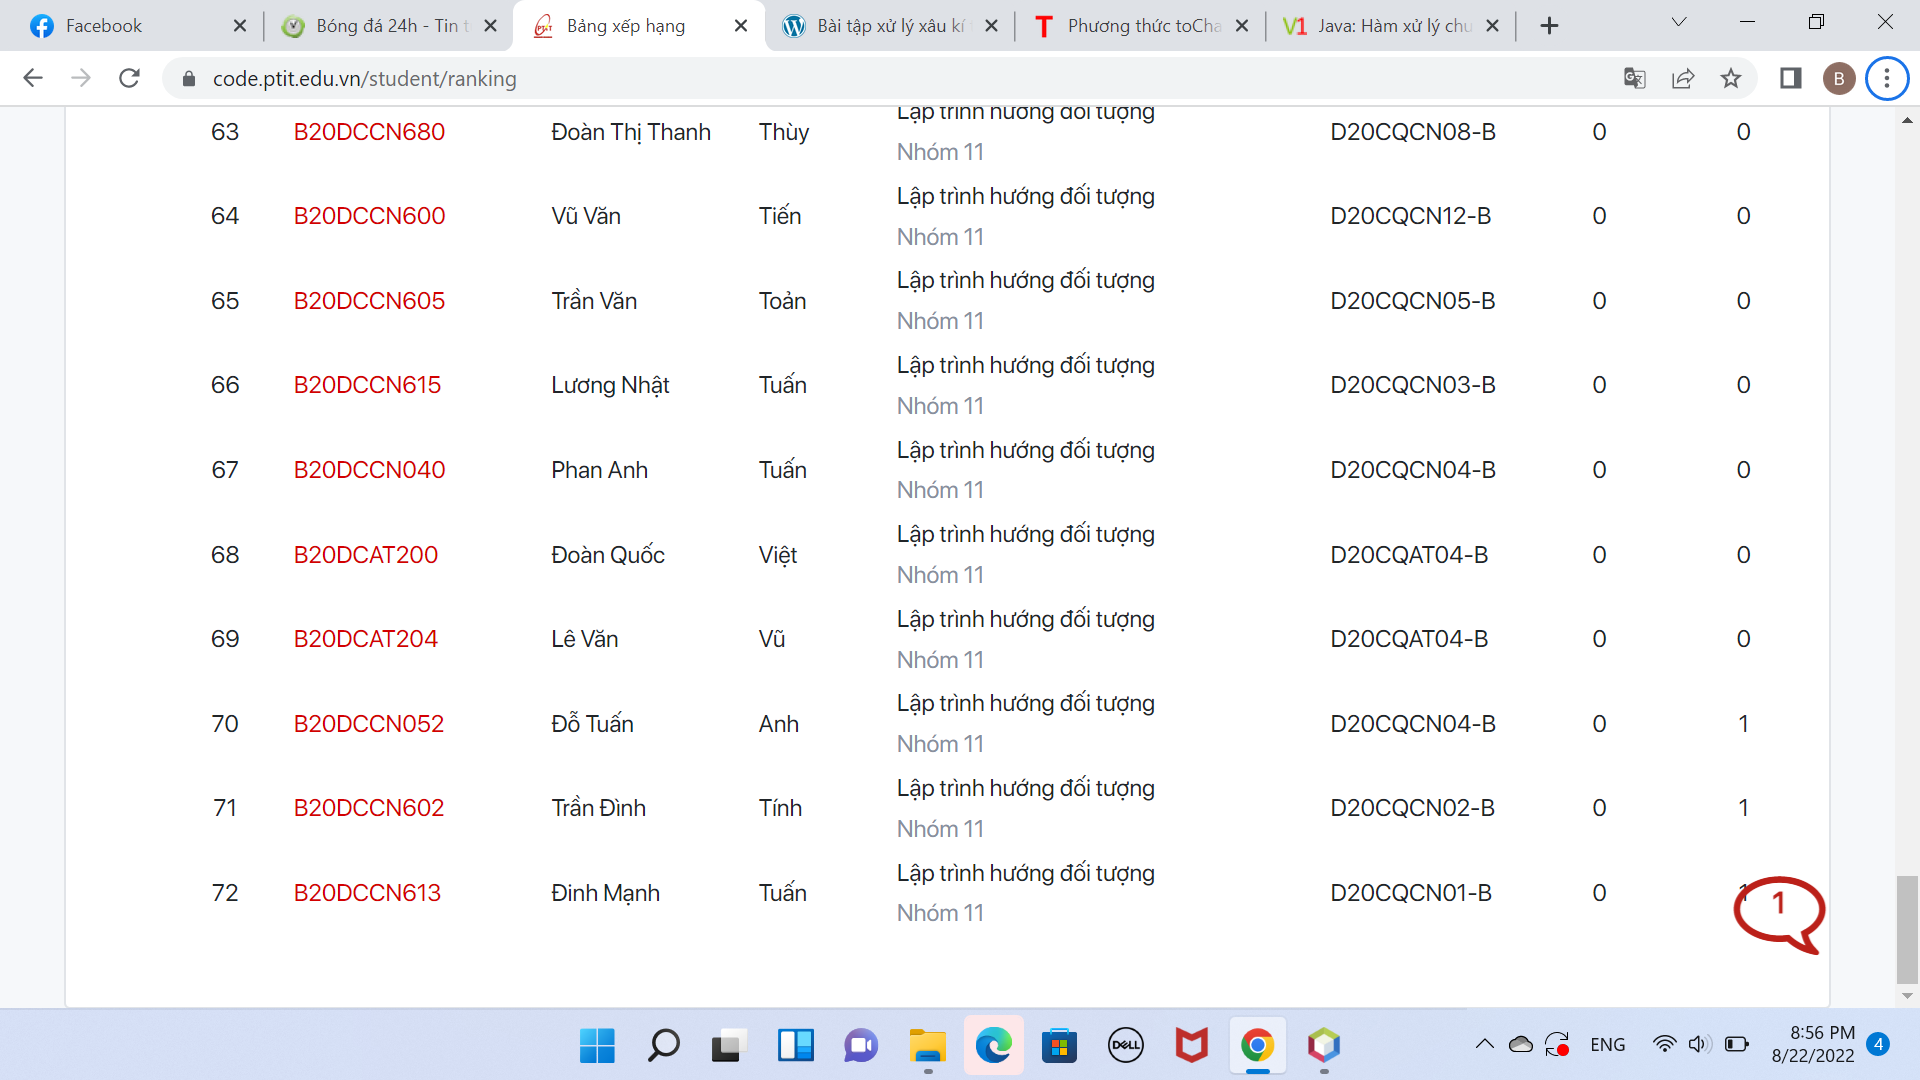 Facebook
Bóng đá 24h - Tin t
Bảng xếp hạng
Bài tập xử lý xâu kí
Phương thức toCha
Java: Hàm xử lý chu
code.ptit.edu.vn/student/ranking
B
Lập trình hướng đối tượng
63 B20DCCN680 Đoàn Thị Thanh Thùy D20CQCN08-B 0 0
Nhóm 11
Lập trình hướng đối tượng
64 B20DCCN600 Vũ Văn Tiến D20CQCN12-B 0 0
Nhóm 11
Lập trình hướng đối tượng
65 B20DCCN605 Trần Văn Toản D20CQCN05-B 0 0
Nhóm 11
Lập trình hướng đối tượng
66 B20DCCN615 Lương Nhật Tuấn D20CQCN03-B 0 0
Nhóm 11
Lập trình hướng đối tượng
67 B20DCCN040 Phan Anh Tuấn D20CQCN04-B 0 0
Nhóm 11
Lập trình hướng đối tượng
68 B20DCAT200 Đoàn Quốc Việt D20CQAT04-B 0 0
Nhóm 11
Lập trình hướng đối tượng
69 B20DCAT204 Lê Văn Vũ D20CQAT04-B 0 0
Nhóm 11
Lập trình hướng đối tượng
70 B20DCCN052 Đỗ Tuấn Anh D20CQCN04-B 0 1
Nhóm 11
Lập trình hướng đối tượng
71 B20DCCN602 Trần Đình Tính D20CQCN02-B 0 1
Nhóm 11
Lập trình hướng đối tượng
72 B20DCCN613 Đinh Mạnh Tuấn D20CQCN01-B 0 1
Nhóm 11
1
DELL
ENG
8:56 PM
8/22/2022
4